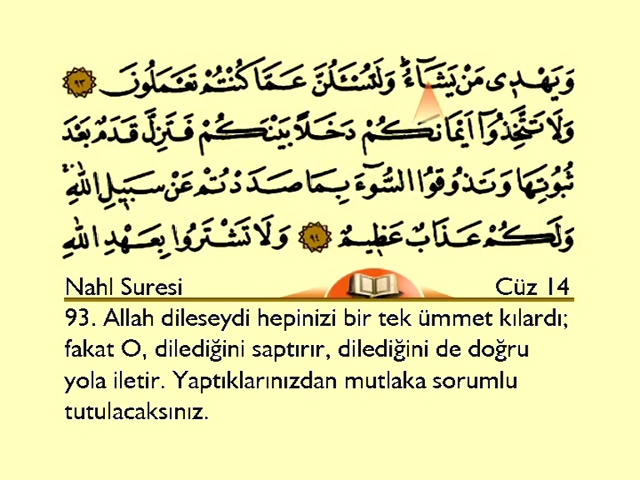 وَيَهْدِى مَنْ يَشَاءُ وَلَتُسْـَٔلُنَّ عَمَّا كُنْتُمْ تَعْمَلُونَ ٩٣
وَلَا تَتَّخِذُوا اَيْمَانَكُمْ دَخَلًا بَيْنَكُمْ فَتَزِلَّ قَدَمٌ بَعْدَ
ثُبُوتِهَا وَتَذُوقُوا السُّوءَ بِمَا صَدَدْتُمْ عَنْ سَبِيلِ اللّٰهِ
وَلَكُمْ عَذَابٌ عَظِيمٌ ٩٤ وَلَا تَشْتَرُوا بِعَهْدِ اللّٰهِ
Nahl Suresi Cüz 14
93. Allah dileseydi hepinizi bir tek ümmet kılardı;
fakat O, dilediğini saptırır, dilediğini de doğru
yola iletir. Yaptıklarınızdan mutlaka sorumlu
tutulacaksınız.